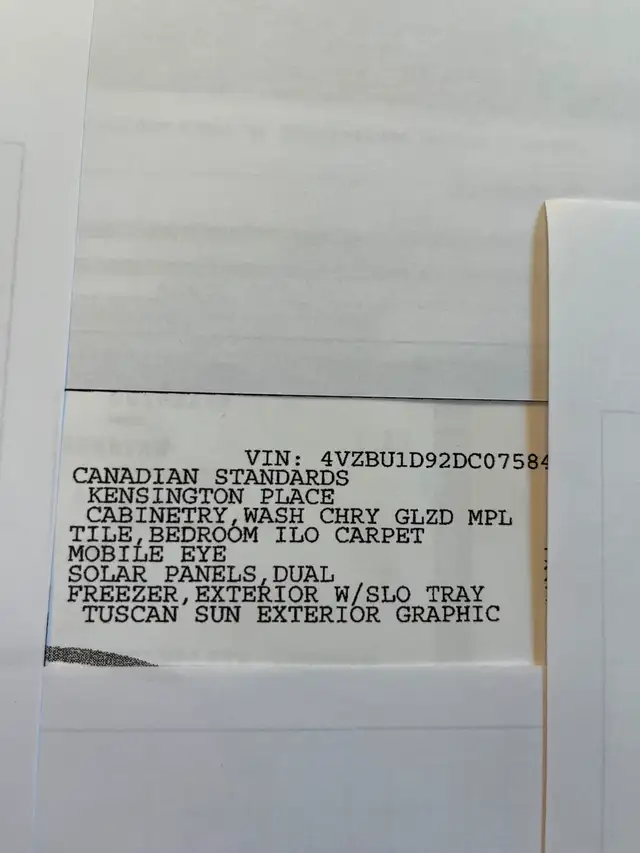 VIN: 4VZBU1D92DC07584
CANADIAN STANDARDS
KENSINGTON PLACE
CABINETRY,WASH CHRY GLZD MPL
TILE,BEDROOM ILO CARPET
MOBILE EYE
SOLAR PANELS,DUAL
FREEZER,EXTERIOR W/SLO TRAY
TUSCAN SUN EXTERIOR GRAPHIC